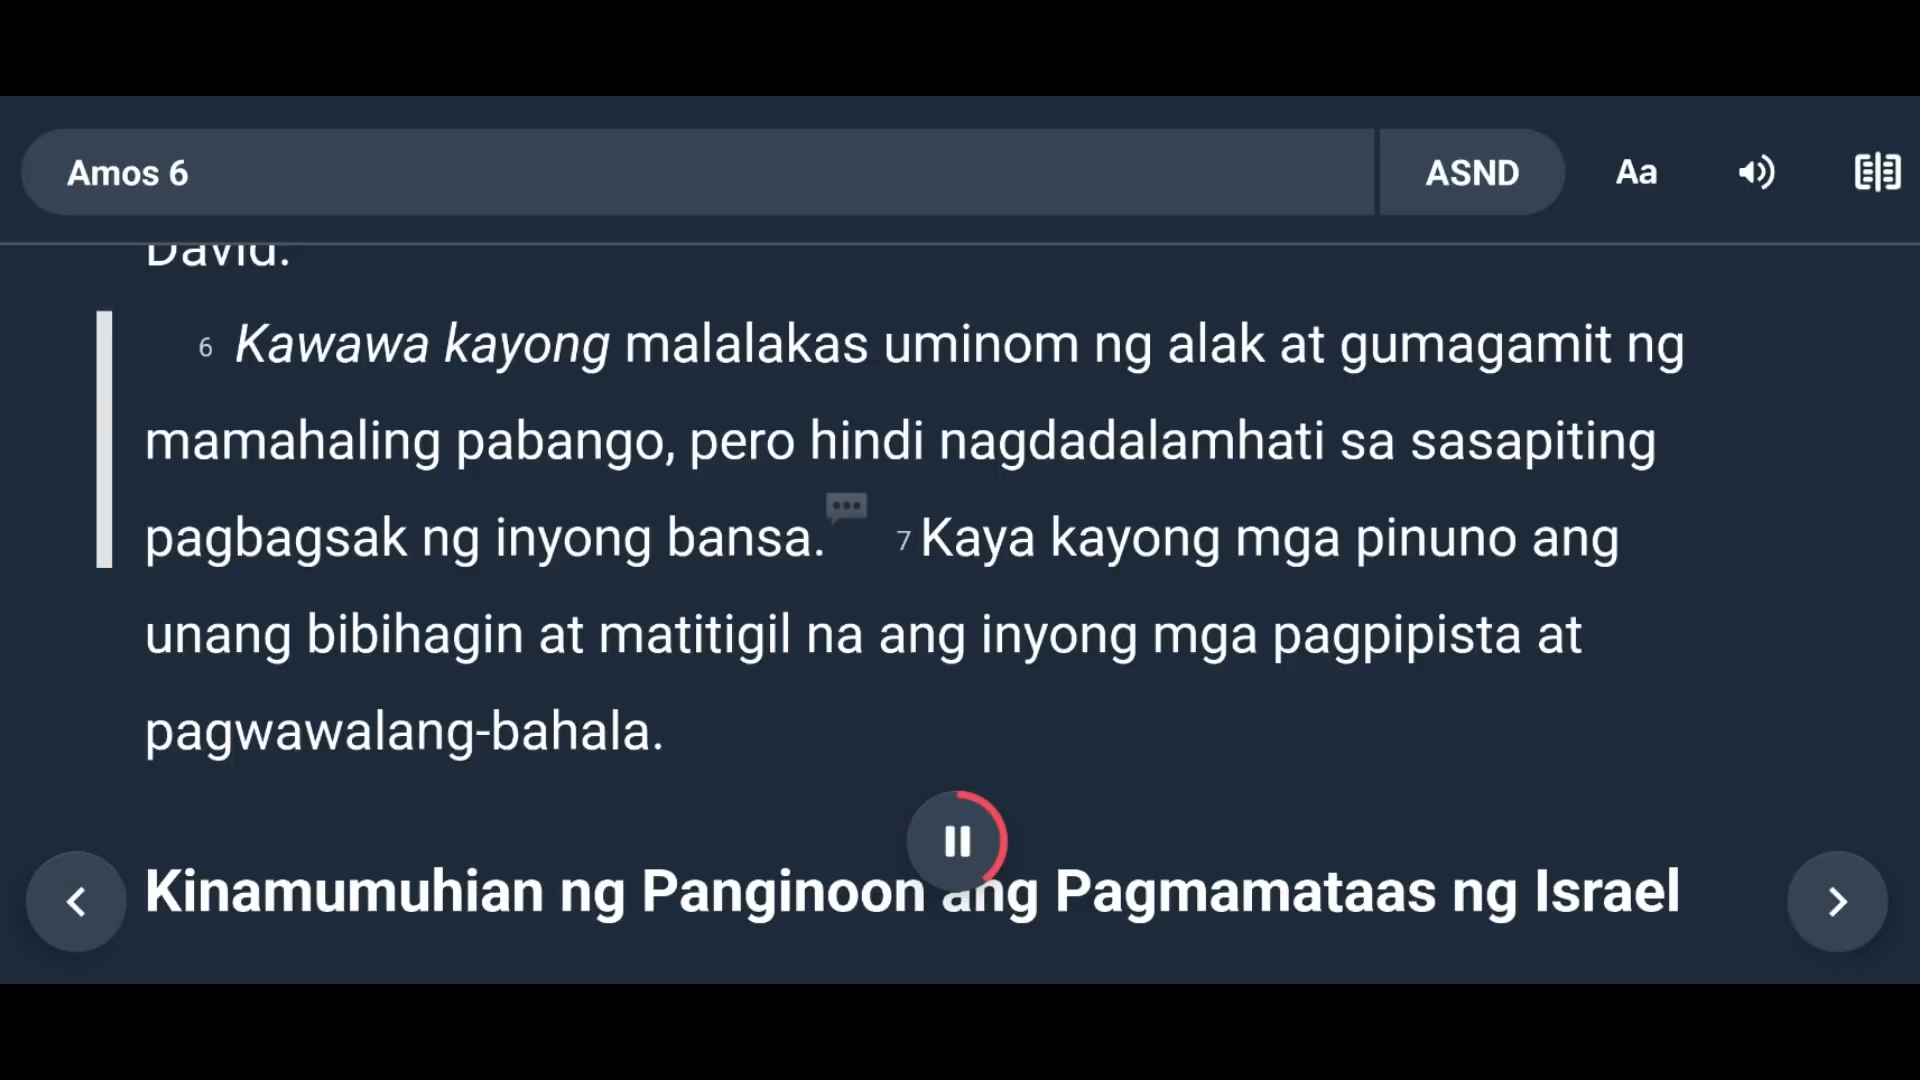 Amos 6
ASND
Aa
David.
6 Kawawa kayong malalakas uminom ng alak at gumagamit ng
mamahaling pabango, pero hindi nagdadalamhati sa sasapiting
pagbagsak ng inyong bansa. 7 Kaya kayong mga pinuno ang
unang bibihagin at matitigil na ang inyong mga pagpipista at
pagwawalang-bahala.
Kinamumuhian ng Panginoon ang Pagmamataas ng Israel